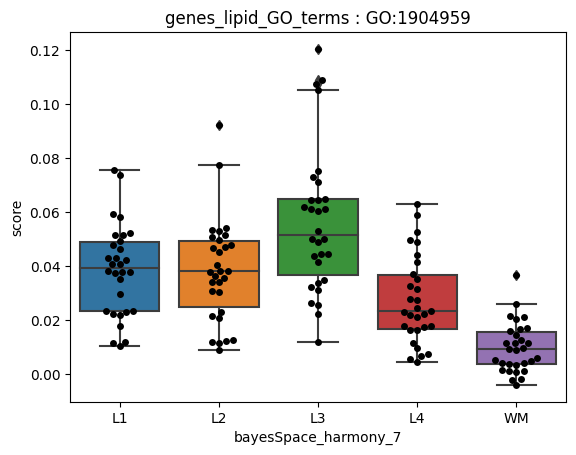 genes_lipid_GO_terms : GO:1904959
score
0.12
0.10
0.08
0.06
0.04
0.02
0.00
L1 L2 L3 L4 WM
bayesSpace_harmony_7